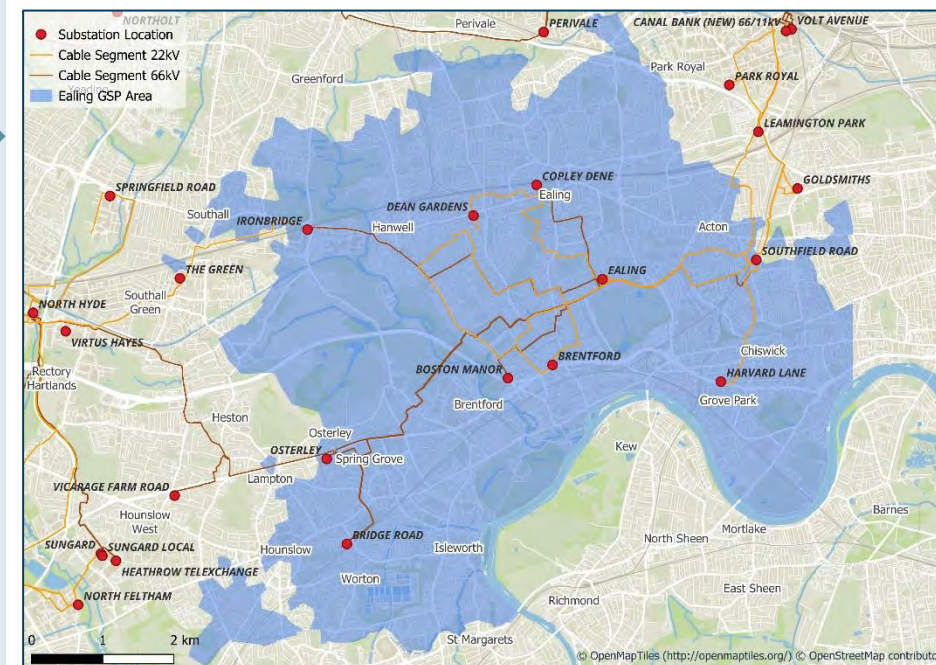 NORTHOLT
Substation Location
Cable Segment 22kV
Cable Segment 66kV
Ealing GSP Area
Yeading
Perivale
PERIVALE
CANAL BANK (NEW) 66/11kV
VOLT AVENUE
Greenford
Park Royal
PARK ROYAL
LEAMINGTON PARK
SPRINGFIELD ROAD
COPLEY DENE
GOLDSMITHS
Ealing
DEAN GARDENS
Southall
IRONBRIDGE
Hanwell
Acton
SOUTHFIELD ROAD
THE GREEN
EALING
Southall
Green
NORTH HYDE
VIRTUS HAYES
Chiswick
Rectory
Hartlands
BOSTON MANOR
BRENTFORD
HARVARD LANE
Brentford
Grove Park
Heston
Osterley
OSTERLEY
Spring Grove
Kew
Lampton
VICARAGE FARM ROAD
Hounslow
West
Barnes
Mortlake
SUNGARD
SUNGARD LOCAL
Hounslow
BRIDGE ROAD
Isleworth
North Sheen
HEATHROW TELEXCHANGE
Worton
NORTH FELTHAM
East Sheen
Richmond
St Margarets
0 1 2 km
© OpenMapTiles (http://openmaptiles.org/) © OpenStreetMap contributo